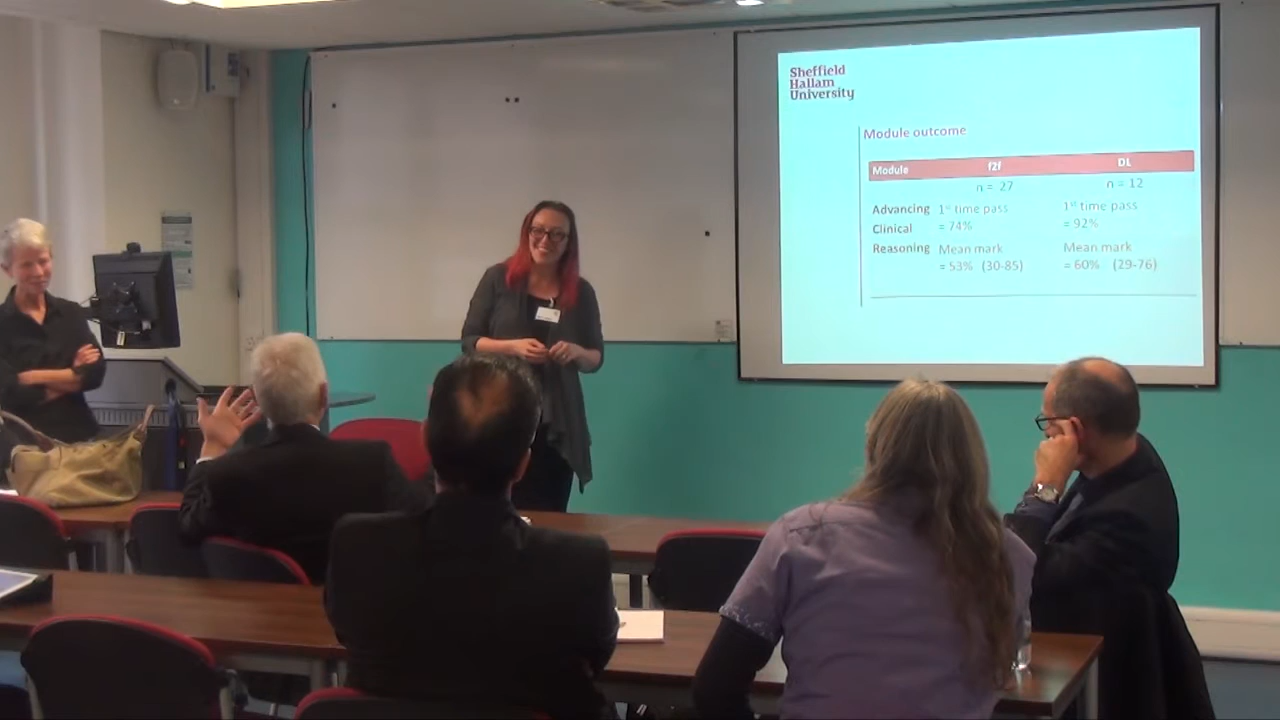 Sheffield
Hallam
University
Module outcome
Module f2f DL
n = 27 n = 12
Advancing 1st time pass 1st time pass
Clinical = 74% = 92%
Reasoning Mean mark Mean mark
= 53% (30-85) = 60% (29-76)